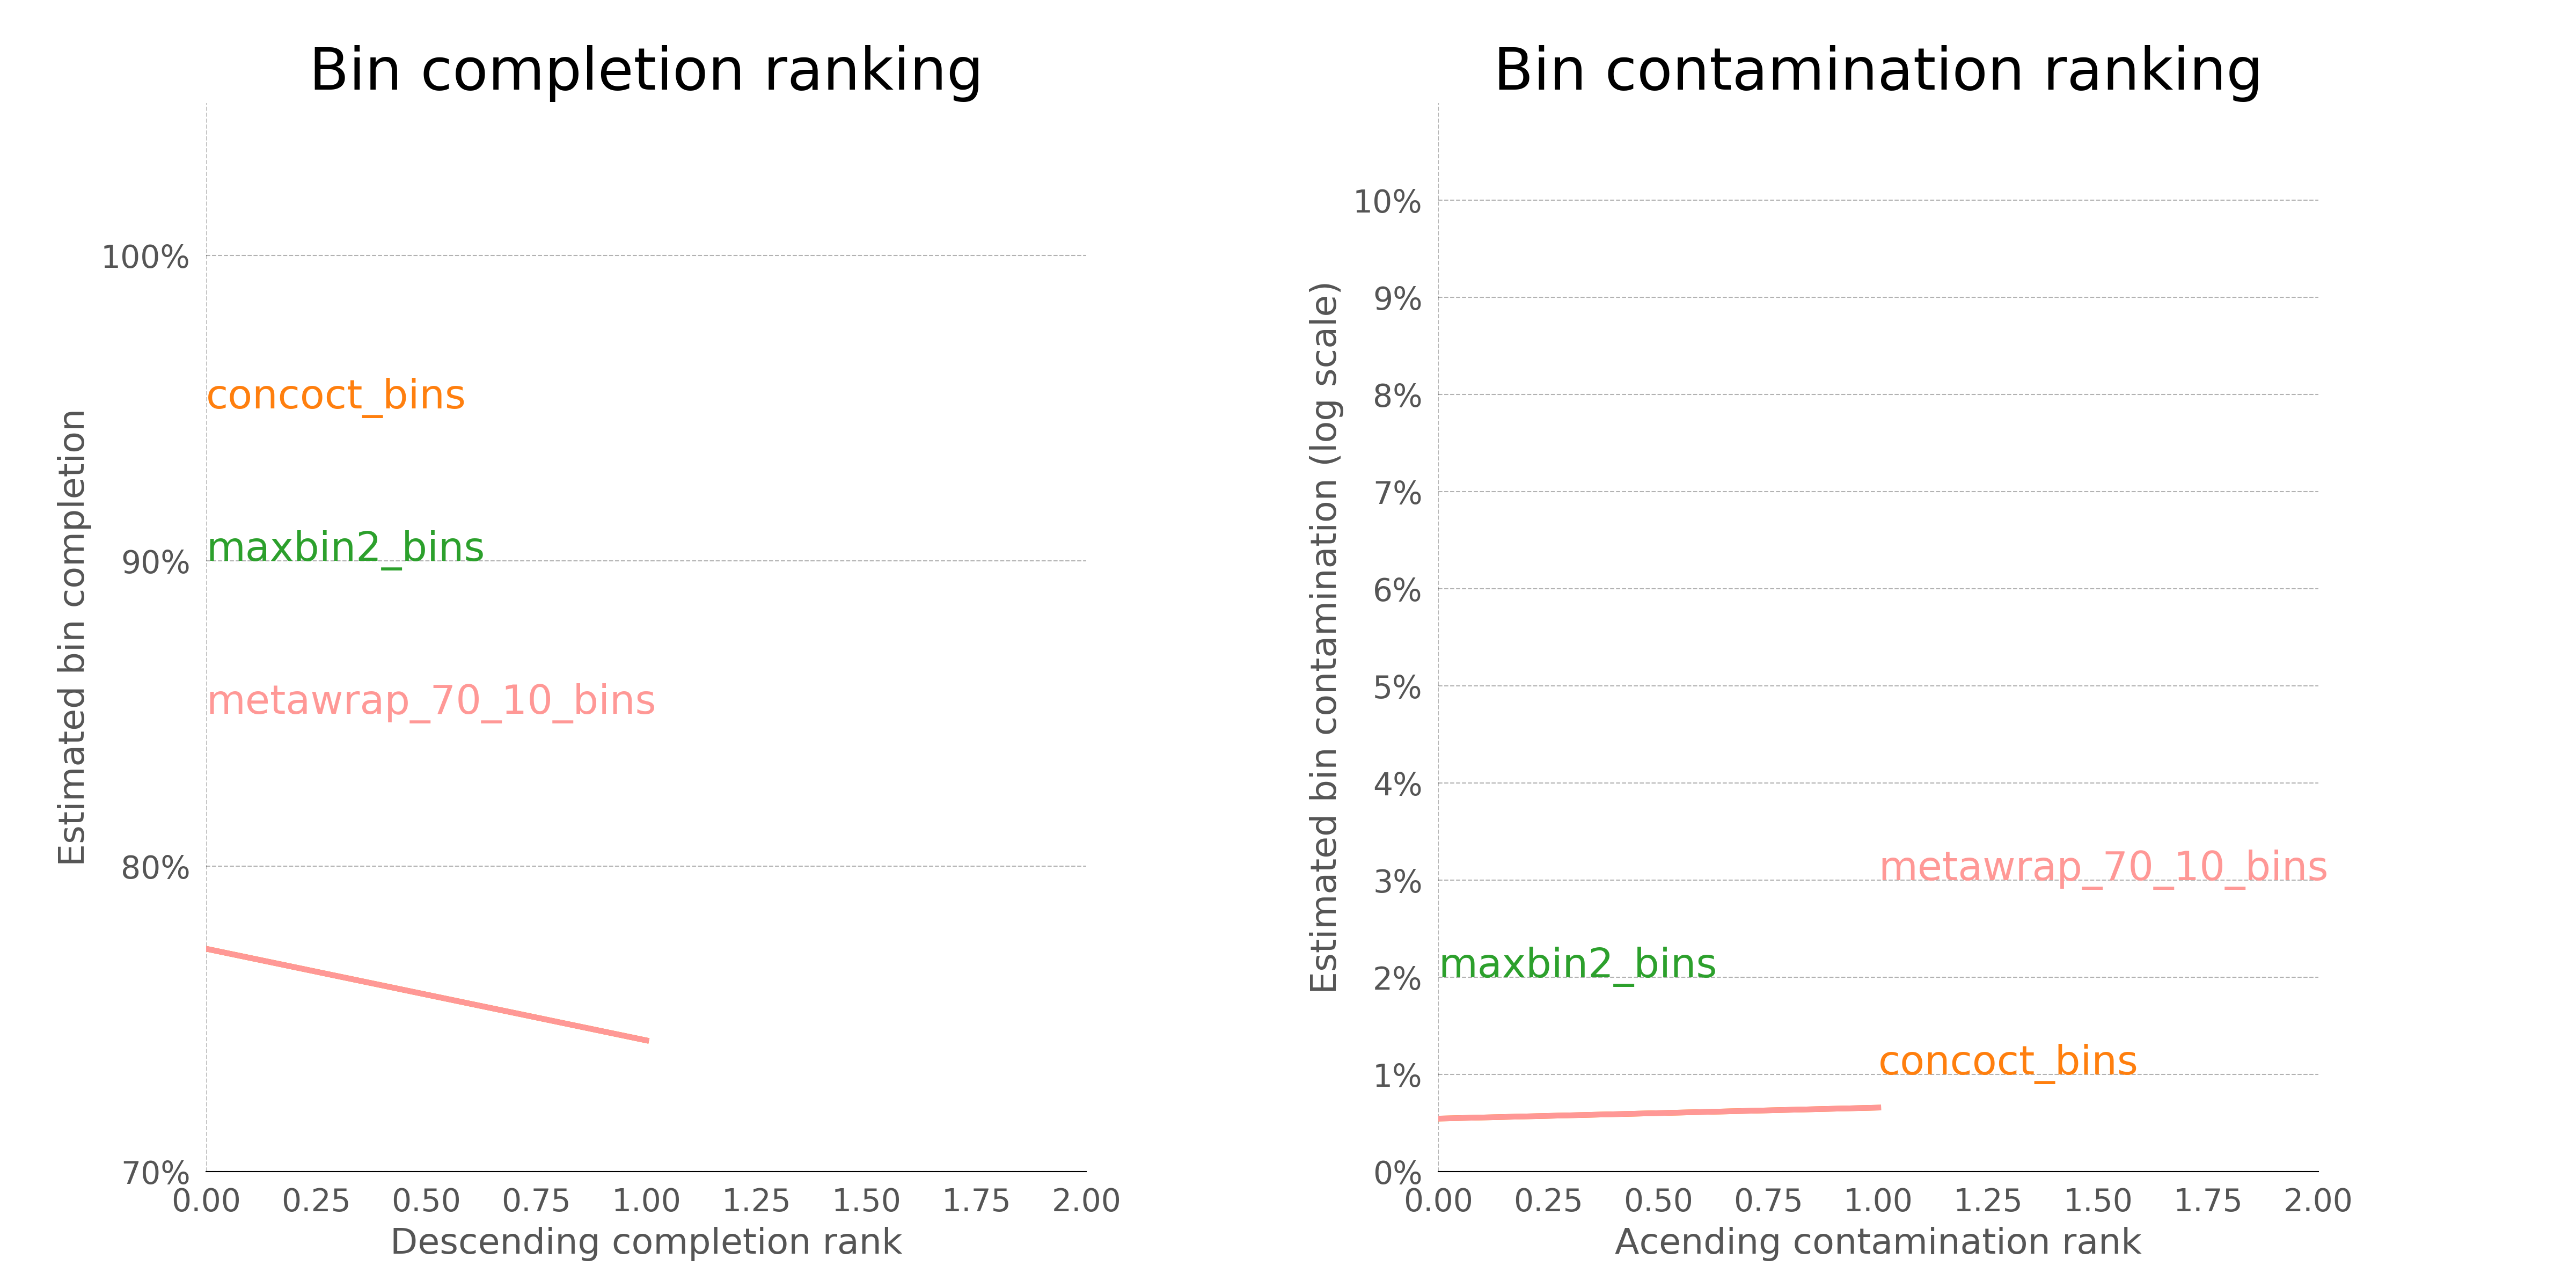 Bin completion ranking
Estimated bin completion
100%
90%
80%
70%
concoct_bins
maxbin2_bins
metawrap_70_10_bins
0.00 0.25 0.50 0.75 1.00 1.25 1.50 1.75 2.00
Descending completion rank
Bin contamination ranking
Estimated bin contamination (log scale)
10%
9%
8%
7%
6%
5%
4%
3%
2%
1%
0%
metawrap_70_10_bins
maxbin2_bins
concoct_bins
0.00 0.25 0.50 0.75 1.00 1.25 1.50 1.75 2.00
Acending contamination rank